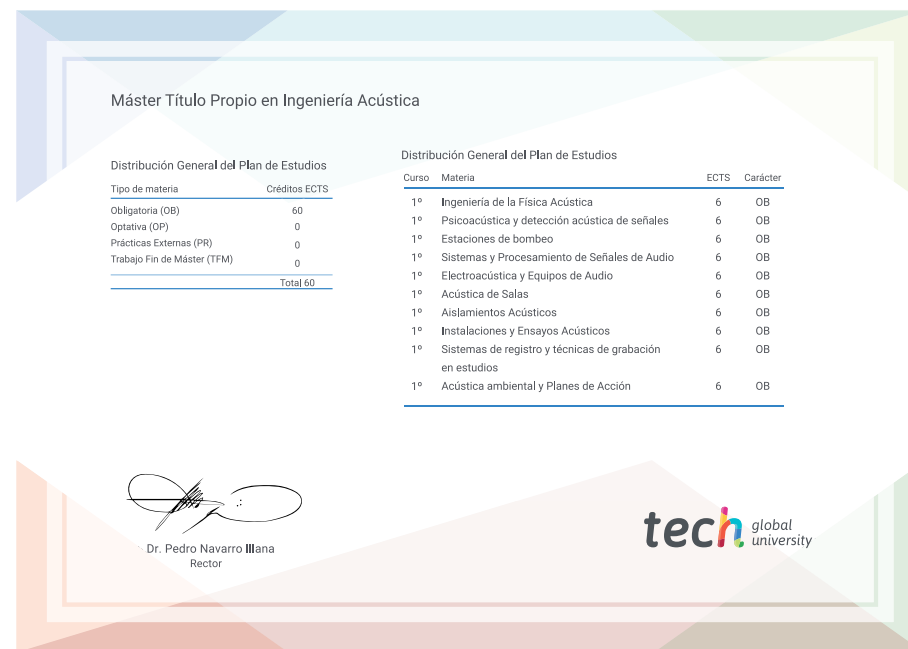 Máster Título Propio en Ingeniería Acústica
Distribución General del Plan de Estudios
Tipo de materia Créditos ECTS
Obligatoria (OB) 60
Optativa (OP) 0
Prácticas Externas (PR) 0
Trabajo Fin de Máster (TFM) 0
Total 60
Distribución General del Plan de Estudios
Curso Materia ECTS Carácter
1º Ingeniería de la Física Acústica 6 OB
1º Psicoacústica y detección acústica de señales 6 OB
1º Estaciones de bombeo 6 OB
1º Sistemas y Procesamiento de Señales de Audio 6 OB
1º Electroacústica y Equipos de Audio 6 OB
1º Acústica de Salas 6 OB
1º Aislamientos Acústicos 6 OB
1º Instalaciones y Ensayos Acústicos 6 OB
1º Sistemas de registro y técnicas de grabación 6 OB
en estudios
1º Acústica ambiental y Planes de Acción 6 OB
Dr. Pedro Navarro Illana
Rector
tech global
university